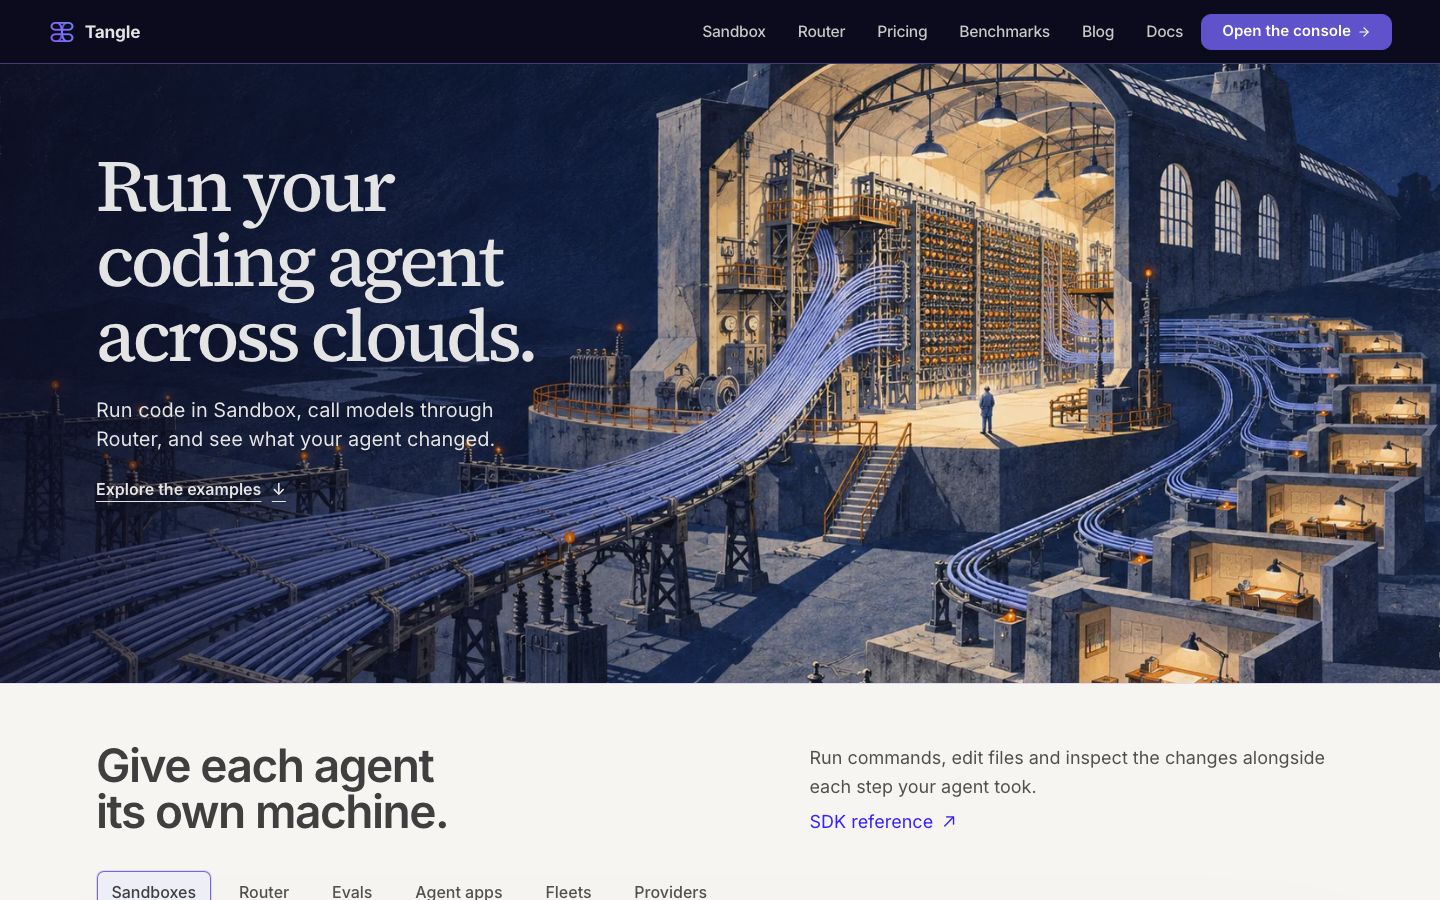 Tangle
Sandbox
Router
Pricing
Benchmarks
Blog
Docs
Open the console →
Run your
coding agent
across clouds.
Run code in Sandbox, call models through
Router, and see what your agent changed.
Explore the examples ↓
Give each agent
its own machine.
Run commands, edit files and inspect the changes alongside
each step your agent took.
SDK reference ↗
Sandboxes
Router
Evals
Agent apps
Fleets
Providers